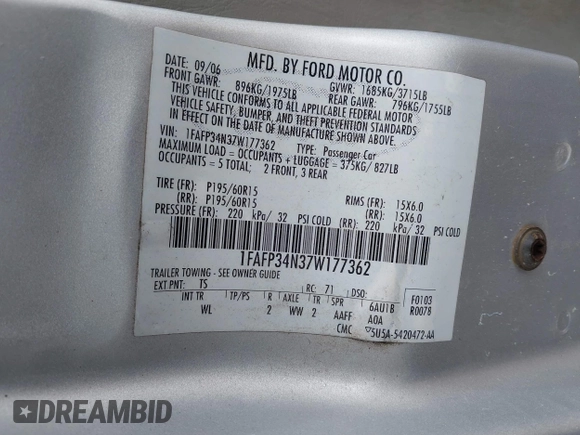 MFD. BY FORD MOTOR CO.
DATE: 09/06 GVWR: 1685KG/3715LB
FRONT GAWR: 896KG/1975LB REAR GAWR: 796KG/1755LB
THIS VEHICLE CONFORMS TO ALL APPLICABLE FEDERAL MOTOR
VEHICLE SAFETY, BUMPER, AND THEFT PREVENTION STANDARDS
IN EFFECT ON THE DATE OF MANUFACTURE SHOWN ABOVE.
VIN: 1FAFP34N37W177362 TYPE: Passenger Car
MAXIMUM LOAD = OCCUPANTS + LUGGAGE = 375KG/ 827LB
OCCUPANTS = 5 TOTAL; 2 FRONT, 3 REAR
TIRE (FR): P195/60R15 RIMS (FR): 15X6.0
(RR): P195/60R15 (RR): 15X6.0
PRESSURE (FR): 220 kPa/ 32 PSI COLD (RR): 220 kPa/ 32 PSI COLD
1FAFP34N37W177362
TRAILER TOWING - SEE OWNER GUIDE
EXT PNT: TS RC: 71 DSO: F0103
INT TR TP/PS R AXLE TR SPR 6AU1B R0078
WL 2 WW 2 AAFF AOA
CMC 5U5A-5420472-AA
DREAMBID